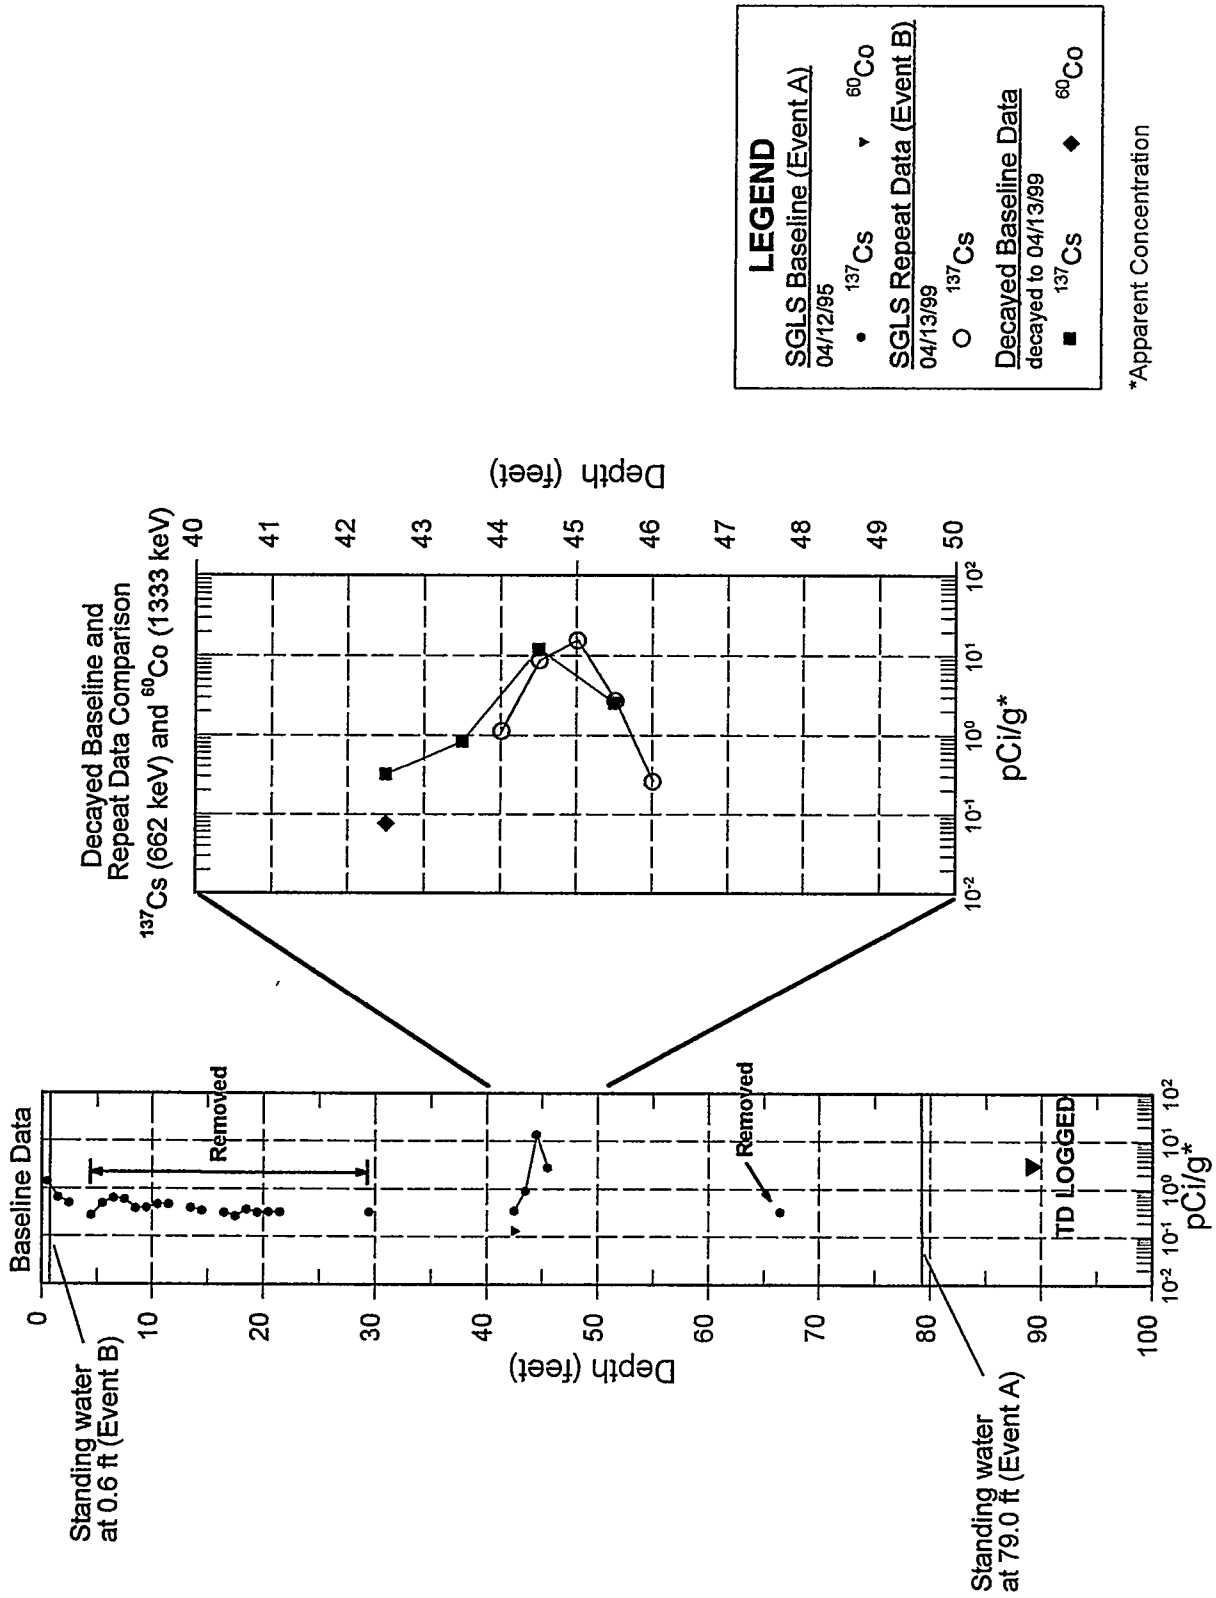 Baseline Data
0
10
20
30
40
50
60
70
80
90
100
Depth (feet)
10⁻² 10⁻¹ 10⁰ 10¹ 10²
pCi/g*
Standing water
at 0.6 ft (Event B)
Removed
Removed
TD LOGGED
Standing water
at 79.0 ft (Event A)
Decayed Baseline and
Repeat Data Comparison
¹³⁷Cs (662 keV) and ⁶⁰Co (1333 keV)
40
41
42
43
44
45
46
47
48
49
50
Depth (feet)
10⁻² 10⁻¹ 10⁰ 10¹ 10²
pCi/g*
LEGEND
SGLS Baseline (Event A)
04/12/95
¹³⁷Cs ⁶⁰Co
SGLS Repeat Data (Event B)
04/13/99
¹³⁷Cs
Decayed Baseline Data
decayed to 04/13/99
¹³⁷Cs ⁶⁰Co
*Apparent Concentration